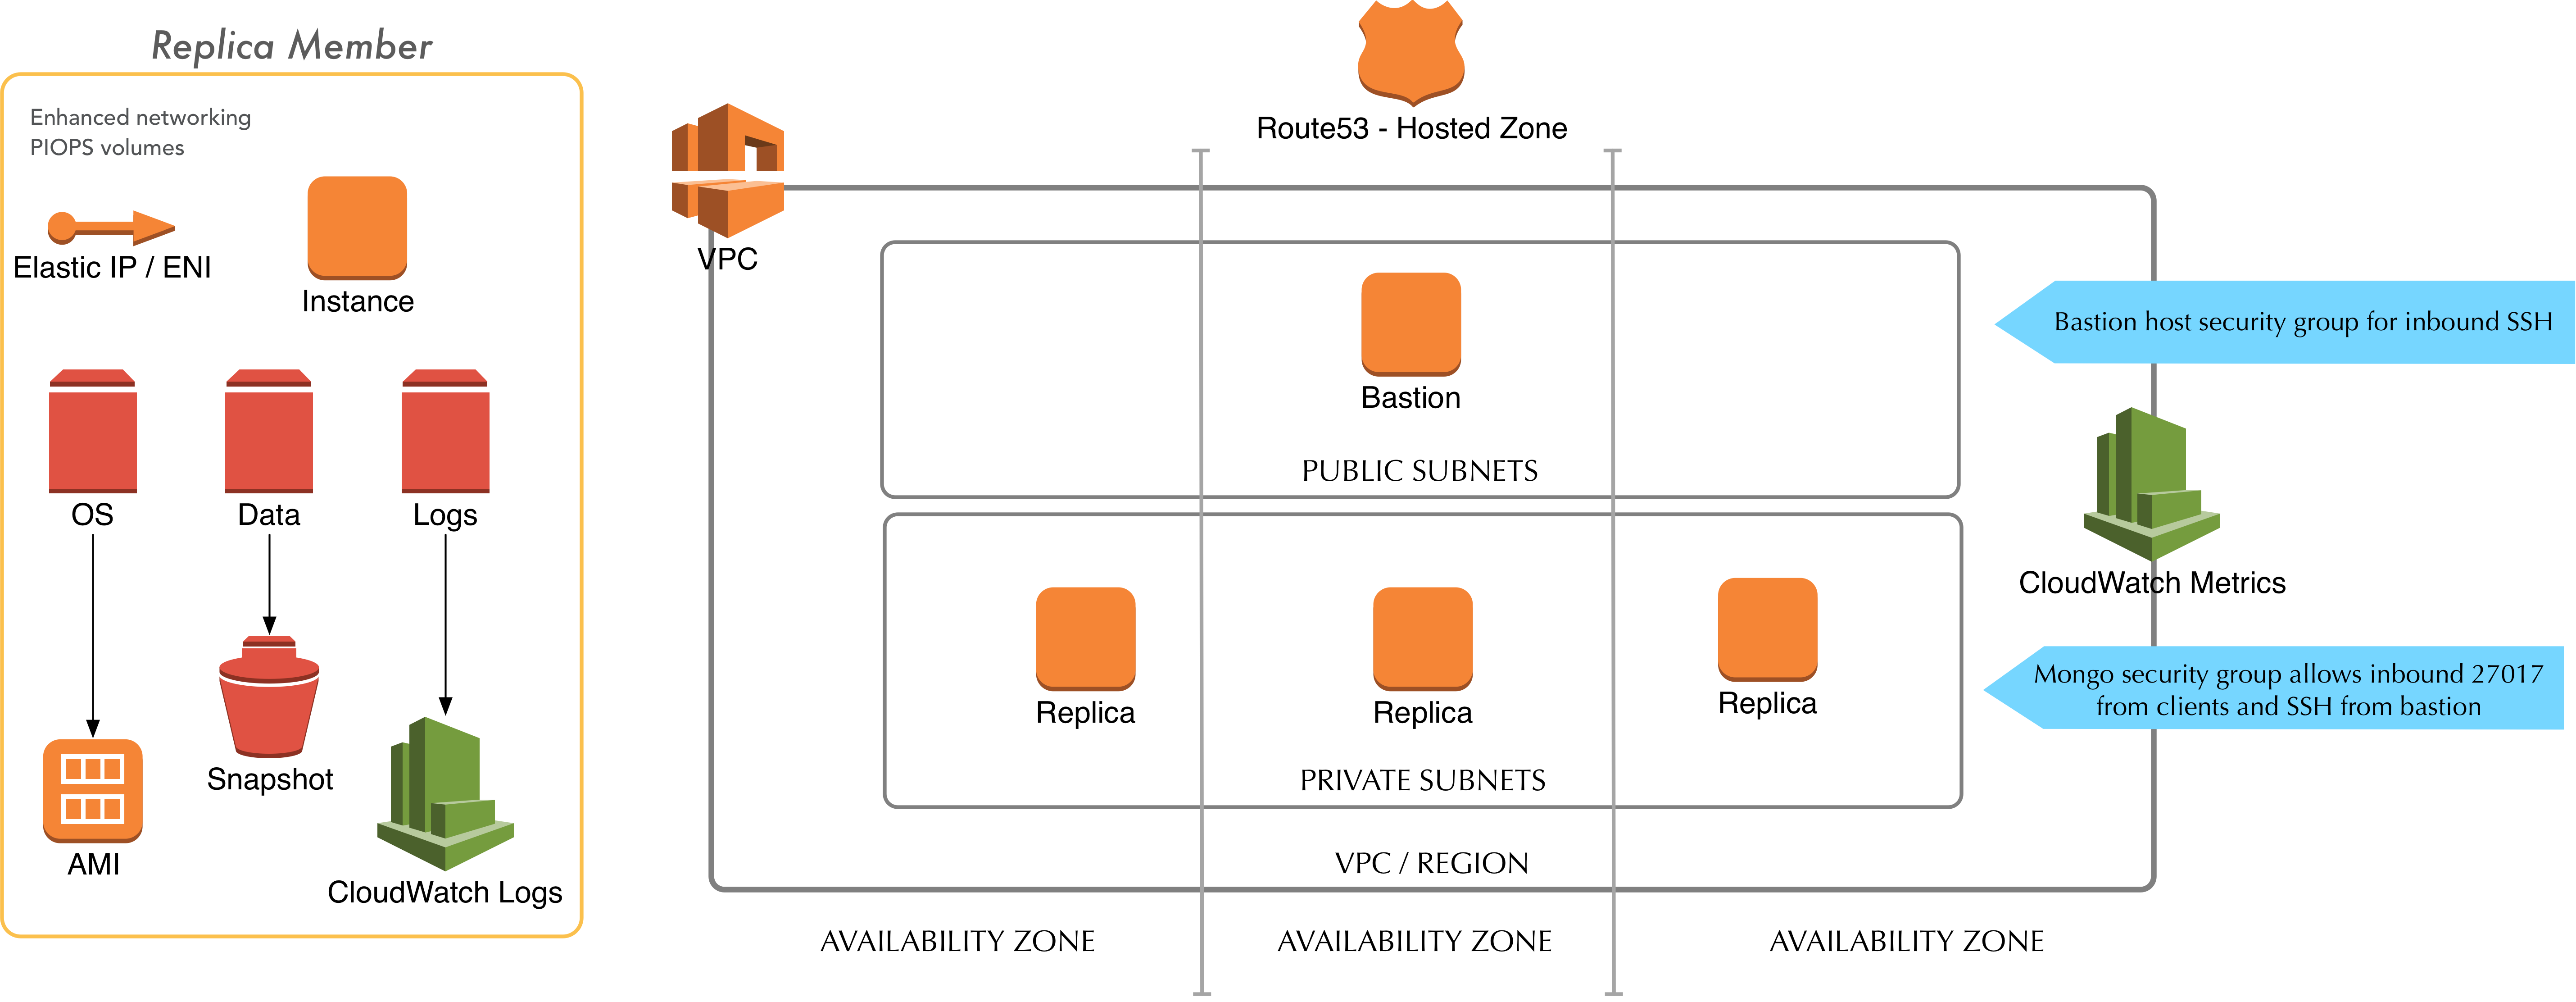 Replica Member
Enhanced networking
PIOPS volumes
Elastic IP / ENI
Instance
OS
Data
Logs
Snapshot
AMI
CloudWatch Logs
Route53 - Hosted Zone
VPC
Bastion
PUBLIC SUBNETS
Bastion host security group for inbound SSH
CloudWatch Metrics
Replica
Replica
Replica
PRIVATE SUBNETS
Mongo security group allows inbound 27017
from clients and SSH from bastion
VPC / REGION
AVAILABILITY ZONE
AVAILABILITY ZONE
AVAILABILITY ZONE